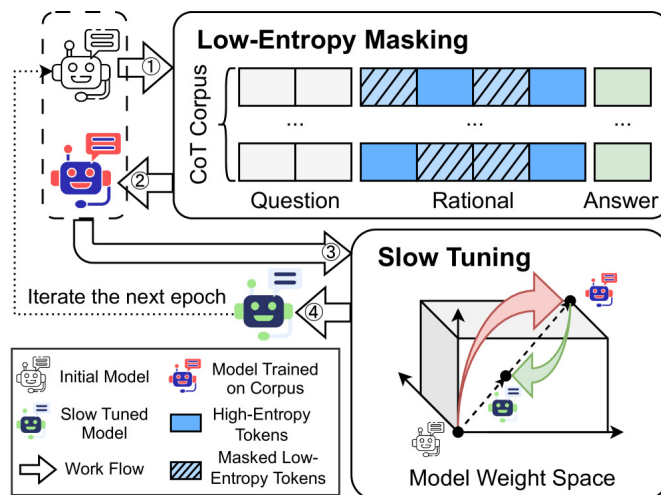 ①
Low-Entropy Masking
CoT Corpus
...
...
...
Question
Rational
Answer
②
③
Slow Tuning
Iterate the next epoch
④
Initial Model
Model Trained
on Corpus
Slow Tuned
Model
High-Entropy
Tokens
Work Flow
Masked Low-
Entropy Tokens
Model Weight Space